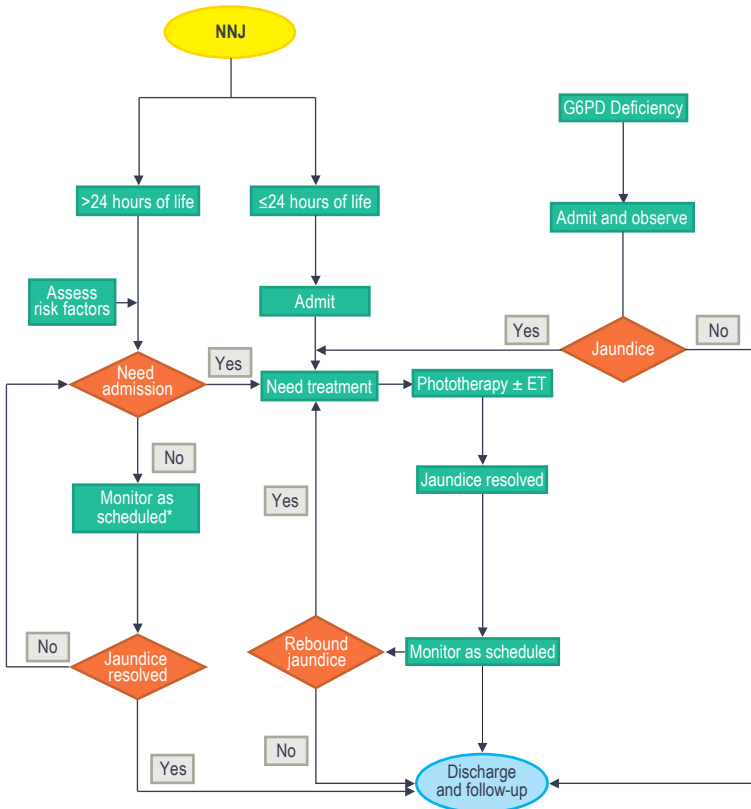 NNJ
G6PD Deficiency
>24 hours of life
≤24 hours of life
Admit and observe
Assess
risk factors
Admit
Yes
Jaundice
No
Need
admission
Yes
Need treatment
Phototherapy ± ET
No
Monitor as
scheduled*
Yes
Jaundice resolved
No
Jaundice
resolved
Rebound
jaundice
Monitor as scheduled
Yes
No
Discharge
and follow-up